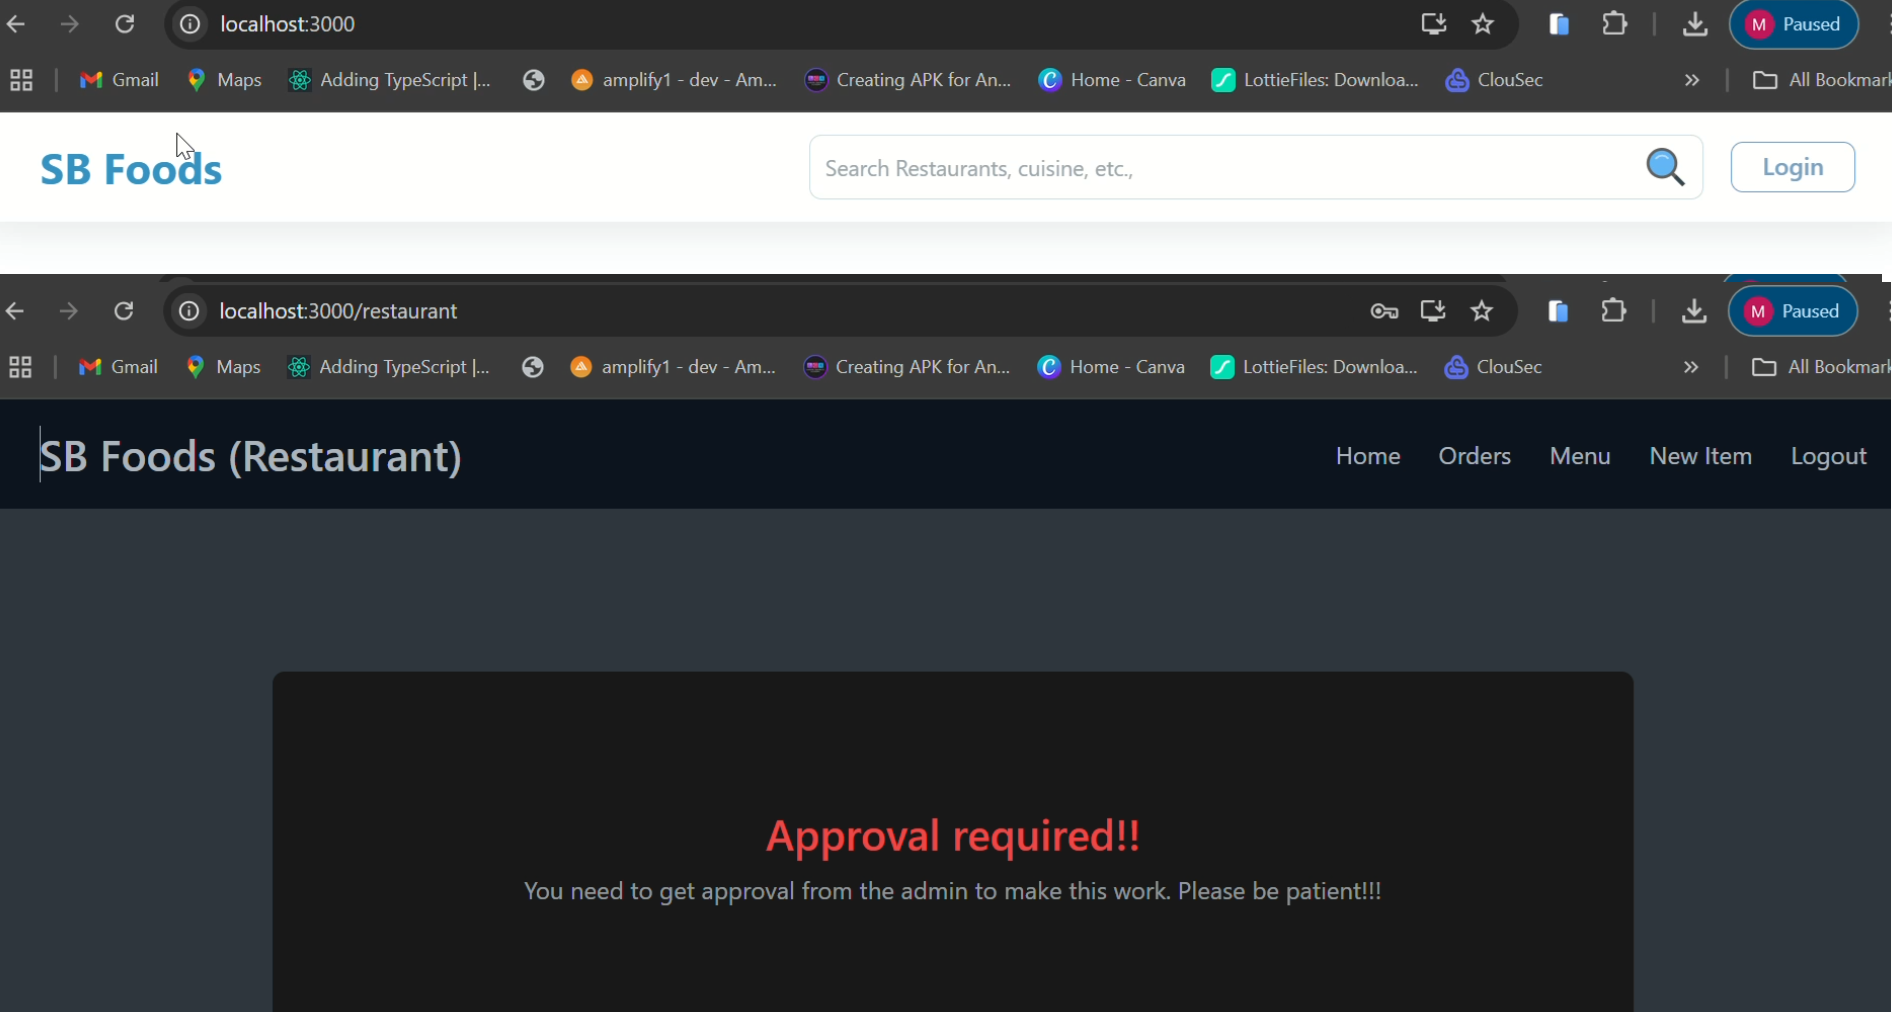 localhost:3000
M Paused
Gmail Maps Adding TypeScript |... amplify1 - dev - Am... Creating APK for An... Home - Canva LottieFiles: Downloa... ClouSec » All Bookmark
SB Foods
Search Restaurants, cuisine, etc.,
Login
localhost:3000/restaurant
M Paused
Gmail Maps Adding TypeScript |... amplify1 - dev - Am... Creating APK for An... Home - Canva LottieFiles: Downloa... ClouSec » All Bookmark
SB Foods (Restaurant)
Home Orders Menu New Item Logout
Approval required!!
You need to get approval from the admin to make this work. Please be patient!!!